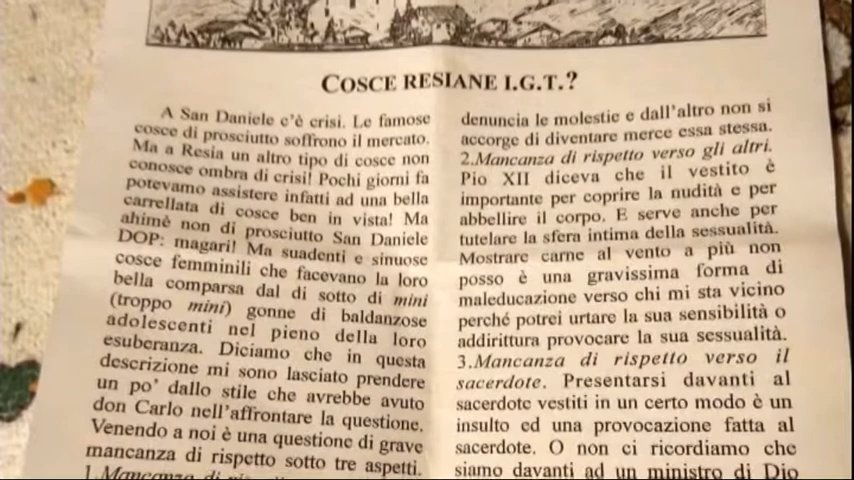 COSCE RESIANE I.G.T.?
A San Daniele c'è crisi. Le famose
cosce di prosciutto soffrono il mercato.
Ma a Resia un altro tipo di cosce non
conosce ombra di crisi! Pochi giorni fa
potevamo assistere infatti ad una bella
carrellata di cosce ben in vista! Ma
ahimè non di prosciutto San Daniele
DOP: magari! Ma suadenti e sinuose
cosce femminili che facevano la loro
bella comparsa dal di sotto di mini
(troppo mini) gonne di baldanzose
adolescenti nel pieno della loro
esuberanza. Diciamo che in questa
descrizione mi sono lasciato prendere
un po' dallo stile che avrebbe avuto
don Carlo nell'affrontare la questione.
Venendo a noi è una questione di grave
mancanza di rispetto sotto tre aspetti.
1.Mancanza di
denuncia le molestie e dall'altro non si
accorge di diventare merce essa stessa.
2.Mancanza di rispetto verso gli altri.
Pio XII diceva che il vestito è
importante per coprire la nudità e per
abbellire il corpo. E serve anche per
tutelare la sfera intima della sessualità.
Mostrare carne al vento a più non
posso è una gravissima forma di
maleducazione verso chi mi sta vicino
perché potrei urtare la sua sensibilità o
addirittura provocare la sua sessualità.
3.Mancanza di rispetto verso il
sacerdote. Presentarsi davanti al
sacerdote vestiti in un certo modo è un
insulto ed una provocazione fatta al
sacerdote. O non ci ricordiamo che
siamo davanti ad un ministro di Dio